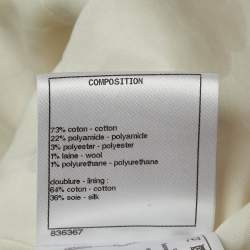 COMPOSITION
73% coton - cotton
22% polyamide - polyamide
3% polyester - polyester
1% laine - wool
1% polyurethane - polyurethane
doublure - lining :
64% coton - cotton
36% soie - silk
836367